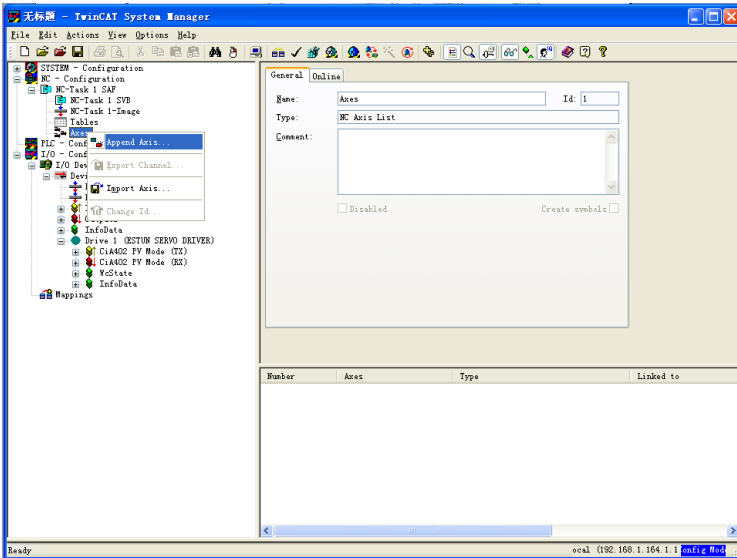 无标题 - TwinCAT System Manager
File Edit Actions View Options Help
SYSTEM - Configuration
NC - Configuration
NC-Task 1 SAF
NC-Task 1 SVB
NC-Task 1-Image
Tables
Axes
PLC - Conf
I/O - Conf
I/O Dev
Devi
InfoData
Drive 1 (ESTUN SERVO DRIVER)
CiA402 PV Mode (TX)
CiA402 PV Mode (RX)
WcState
InfoData
Mappings
Append Axis...
Export Channel...
Import Axis...
Change Id...
General Online
Name: Axes Id: 1
Type: NC Axis List
Comment:
Disabled Create symbols
Number Axes Type Linked to
Ready ocal (192.168.1.164.1.1 Config Mod